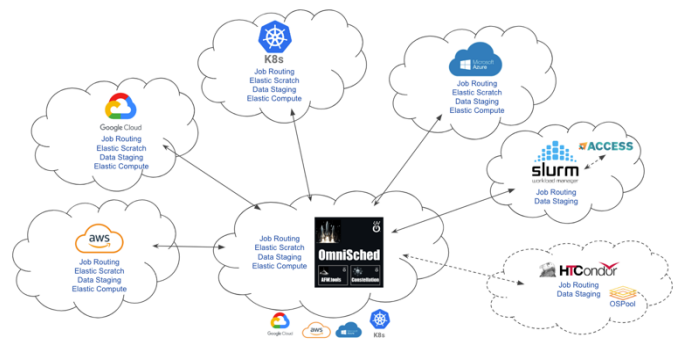 K8s
Job Routing
Elastic Scratch
Data Staging
Elastic Compute
Microsoft
Azure
Job Routing
Elastic Scratch
Data Staging
Elastic Compute
Google Cloud
Job Routing
Elastic Scratch
Data Staging
Elastic Compute
slurm
workload manager
ACCESS
Job Routing
Data Staging
aws
Job Routing
Elastic Scratch
Data Staging
Elastic Compute
Job Routing
Elastic Scratch
Data Staging
Elastic Compute
OmniSched
AFM tools
Constellation
HTCondor
Job Routing
Data Staging
OSPool
Google Cloud
aws
Microsoft
Azure
K8s